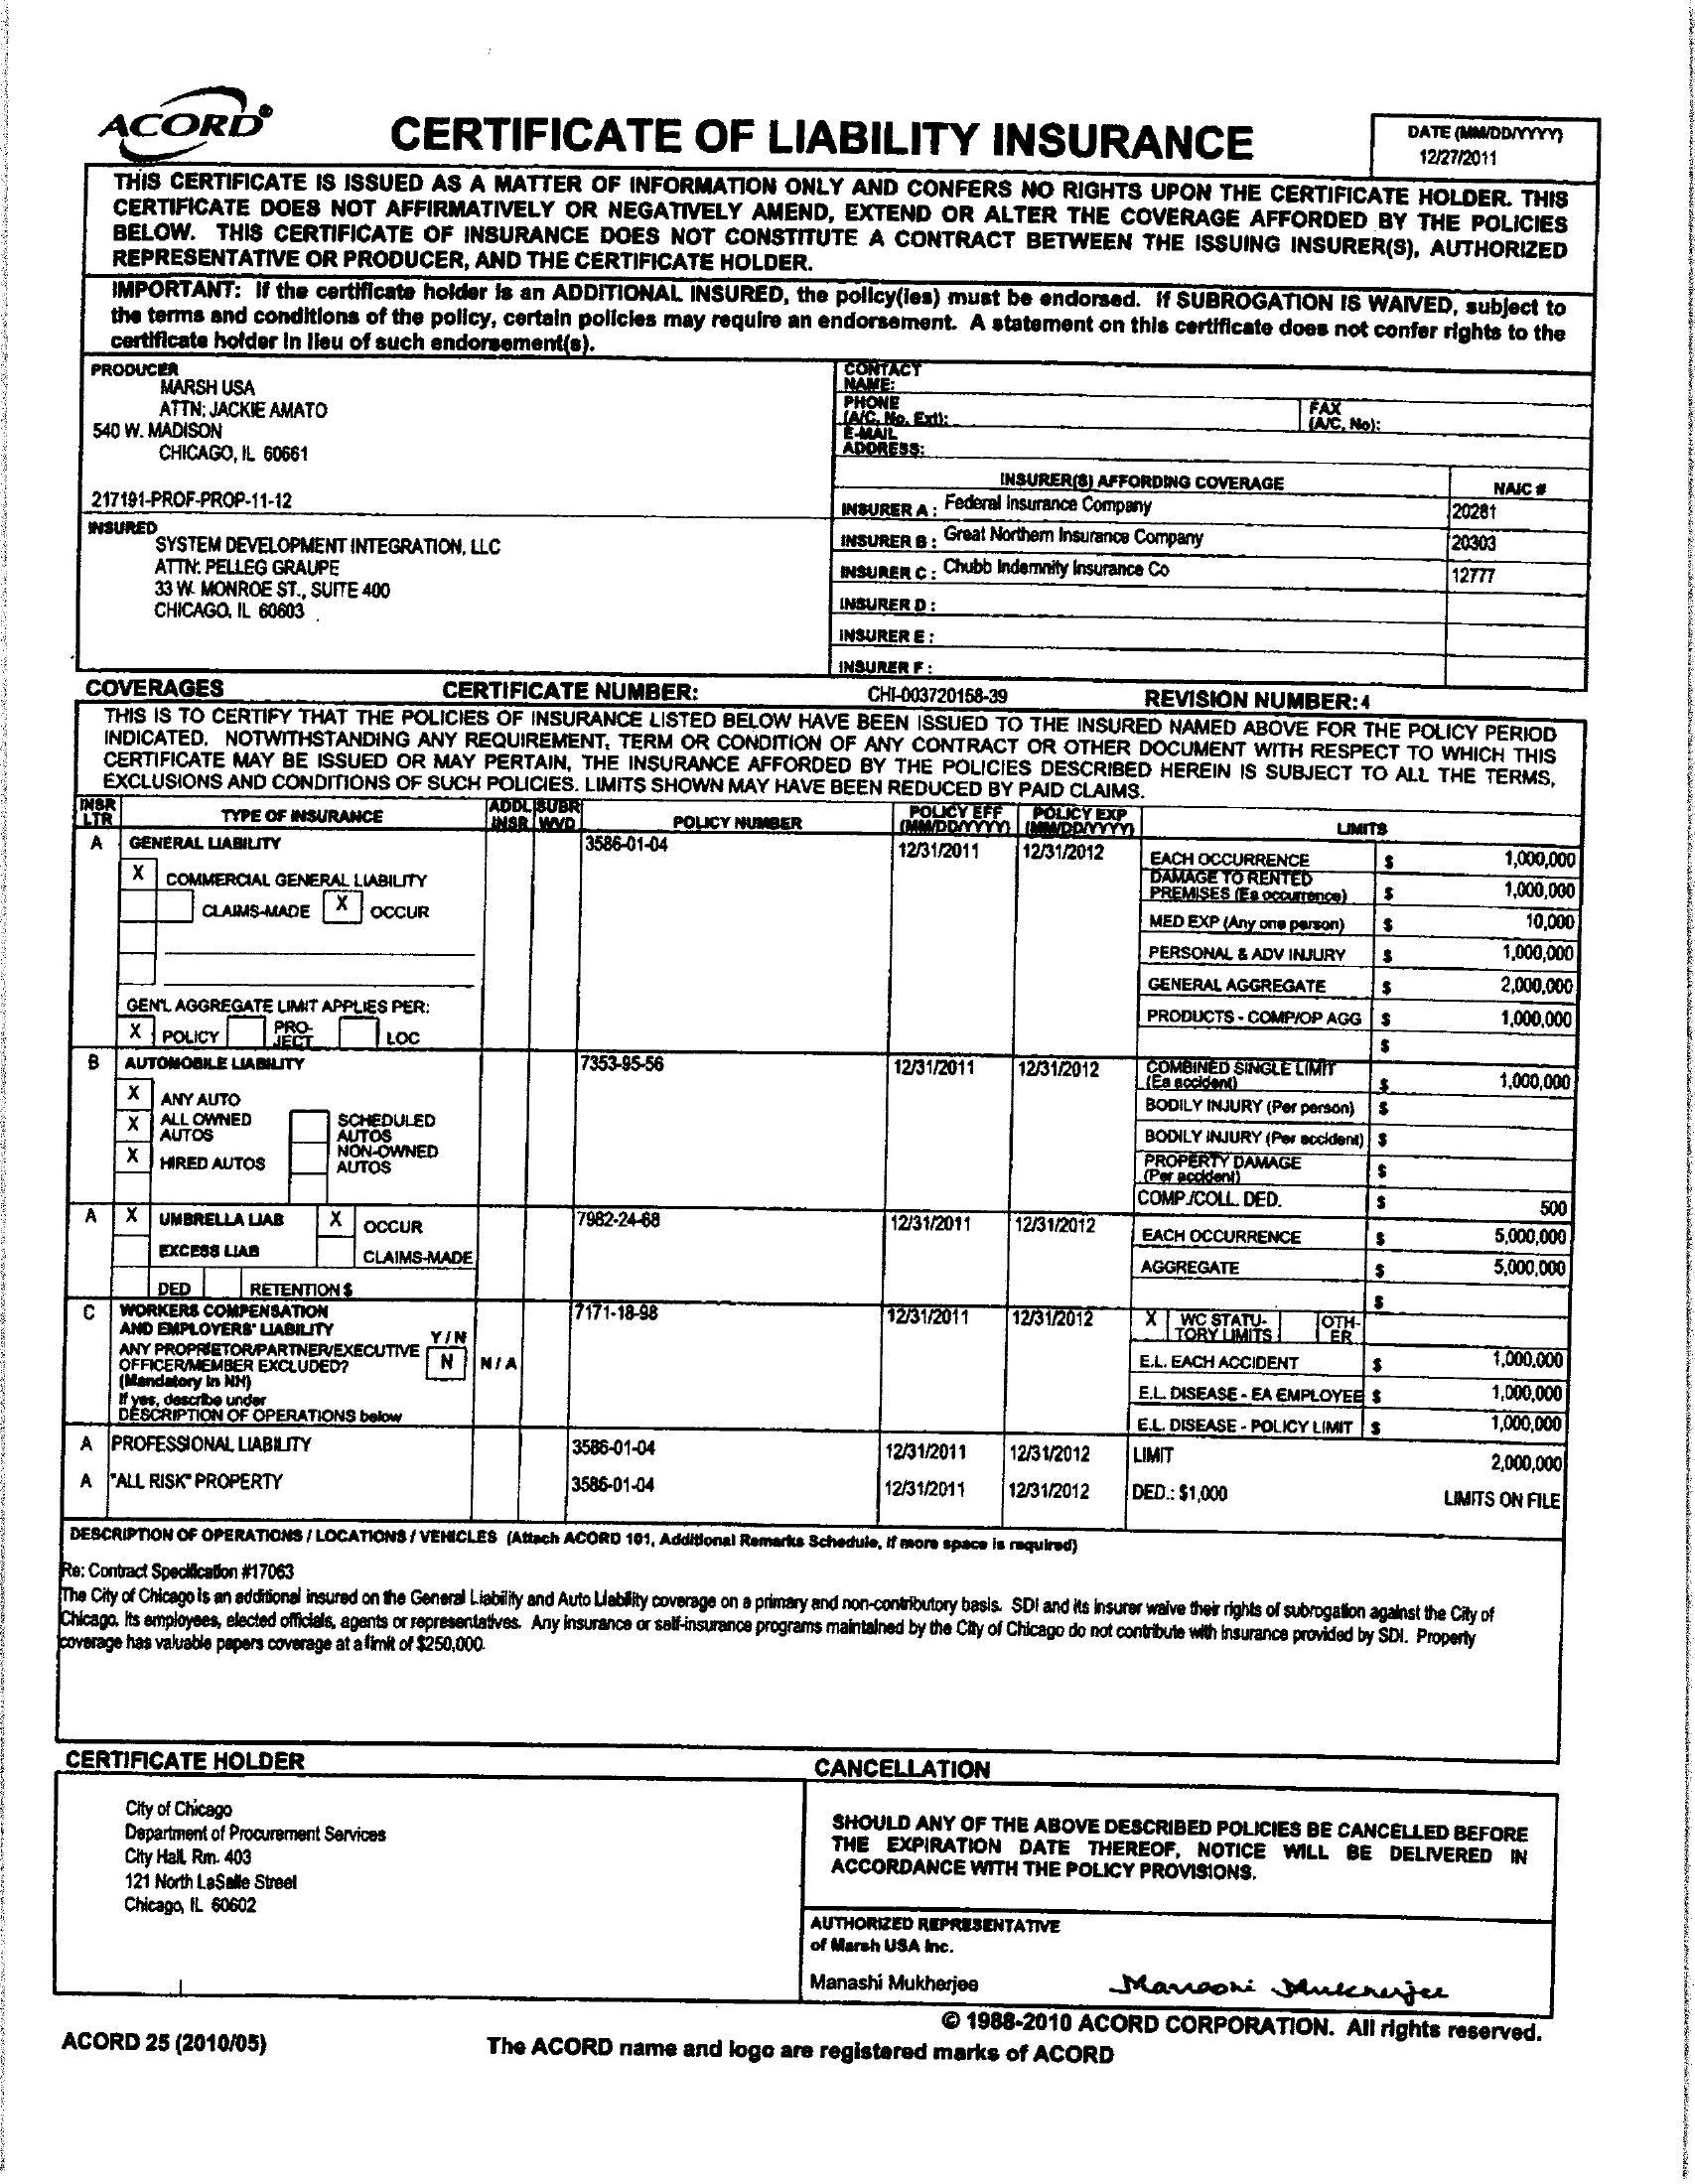 ACORD®
CERTIFICATE OF LIABILITY INSURANCE
DATE (MM/DD/YYYY)
12/27/2011
THIS CERTIFICATE IS ISSUED AS A MATTER OF INFORMATION ONLY AND CONFERS NO RIGHTS UPON THE CERTIFICATE HOLDER. THIS
CERTIFICATE DOES NOT AFFIRMATIVELY OR NEGATIVELY AMEND, EXTEND OR ALTER THE COVERAGE AFFORDED BY THE POLICIES
BELOW. THIS CERTIFICATE OF INSURANCE DOES NOT CONSTITUTE A CONTRACT BETWEEN THE ISSUING INSURER(S), AUTHORIZED
REPRESENTATIVE OR PRODUCER, AND THE CERTIFICATE HOLDER.
IMPORTANT: If the certificate holder is an ADDITIONAL INSURED, the policy(ies) must be endorsed. If SUBROGATION IS WAIVED, subject to
the terms and conditions of the policy, certain policies may require an endorsement. A statement on this certificate does not confer rights to the
certificate holder in lieu of such endorsement(s).
PRODUCER
MARSH USA
ATTN: JACKIE AMATO
540 W. MADISON
CHICAGO, IL 60661
217191-PROF-PROP-11-12
CONTACT
NAME:
PHONE
(A/C, No, Ext):
FAX
(A/C, No):
E-MAIL
ADDRESS:
INSURER(S) AFFORDING COVERAGE NAIC #
INSURER A : Federal Insurance Company 20281
INSURER B : Great Northern Insurance Company 20303
INSURER C : Chubb Indemnity Insurance Co 12777
INSURER D :
INSURER E :
INSURER F :
INSURED
SYSTEM DEVELOPMENT INTEGRATION, LLC
ATTN: PELLEG GRAUPE
33 W. MONROE ST., SUITE 400
CHICAGO, IL 60603
COVERAGES CERTIFICATE NUMBER: CHI-003720158-39 REVISION NUMBER: 4
THIS IS TO CERTIFY THAT THE POLICIES OF INSURANCE LISTED BELOW HAVE BEEN ISSUED TO THE INSURED NAMED ABOVE FOR THE POLICY PERIOD
INDICATED. NOTWITHSTANDING ANY REQUIREMENT, TERM OR CONDITION OF ANY CONTRACT OR OTHER DOCUMENT WITH RESPECT TO WHICH THIS
CERTIFICATE MAY BE ISSUED OR MAY PERTAIN, THE INSURANCE AFFORDED BY THE POLICIES DESCRIBED HEREIN IS SUBJECT TO ALL THE TERMS,
EXCLUSIONS AND CONDITIONS OF SUCH POLICIES. LIMITS SHOWN MAY HAVE BEEN REDUCED BY PAID CLAIMS.
INSR
LTR
TYPE OF INSURANCE
ADDL
INSR
SUBR
WVD
POLICY NUMBER
POLICY EFF
(MM/DD/YYYY)
POLICY EXP
(MM/DD/YYYY)
LIMITS
A GENERAL LIABILITY 3586-01-04 12/31/2011 12/31/2012
X COMMERCIAL GENERAL LIABILITY
CLAIMS-MADE X OCCUR
GEN'L AGGREGATE LIMIT APPLIES PER:
X POLICY PRO-
JECT LOC
EACH OCCURRENCE $ 1,000,000
DAMAGE TO RENTED
PREMISES (Ea occurrence) $ 1,000,000
MED EXP (Any one person) $ 10,000
PERSONAL & ADV INJURY $ 1,000,000
GENERAL AGGREGATE $ 2,000,000
PRODUCTS - COMP/OP AGG $ 1,000,000
$
B AUTOMOBILE LIABILITY 7353-95-56 12/31/2011 12/31/2012
X ANY AUTO
X ALL OWNED
AUTOS
SCHEDULED
AUTOS
X HIRED AUTOS
NON-OWNED
AUTOS
COMBINED SINGLE LIMIT
(Ea accident) $ 1,000,000
BODILY INJURY (Per person) $
BODILY INJURY (Per accident) $
PROPERTY DAMAGE
(Per accident) $
COMP./COLL. DED. $ 500
A X UMBRELLA LIAB X OCCUR 7982-24-68 12/31/2011 12/31/2012
EXCESS LIAB CLAIMS-MADE
DED RETENTION $
EACH OCCURRENCE $ 5,000,000
AGGREGATE $ 5,000,000
$
C WORKERS COMPENSATION 7171-18-98 12/31/2011 12/31/2012
AND EMPLOYERS' LIABILITY
Y / N
ANY PROPRIETOR/PARTNER/EXECUTIVE
OFFICER/MEMBER EXCLUDED? N N / A
(Mandatory in NH)
If yes, describe under
DESCRIPTION OF OPERATIONS below
X WC STATU-
TORY LIMITS
OTH-
ER
E.L. EACH ACCIDENT $ 1,000,000
E.L. DISEASE - EA EMPLOYEE $ 1,000,000
E.L. DISEASE - POLICY LIMIT $ 1,000,000
A PROFESSIONAL LIABILITY 3586-01-04 12/31/2011 12/31/2012 LIMIT 2,000,000
A "ALL RISK" PROPERTY 3586-01-04 12/31/2011 12/31/2012 DED.: $1,000 LIMITS ON FILE
DESCRIPTION OF OPERATIONS / LOCATIONS / VEHICLES (Attach ACORD 101, Additional Remarks Schedule, if more space is required)
Re: Contract Specification #17063
The City of Chicago is an additional insured on the General Liability and Auto Liability coverage on a primary and non-contributory basis. SDI and its insurer waive their rights of subrogation against the City of
Chicago, its employees, elected officials, agents or representatives. Any insurance or self-insurance programs maintained by the City of Chicago do not contribute with insurance provided by SDI. Property
coverage has valuable papers coverage at a limit of $250,000.
CERTIFICATE HOLDER
City of Chicago
Department of Procurement Services
City Hall, Rm. 403
121 North LaSalle Street
Chicago, IL 60602
CANCELLATION
SHOULD ANY OF THE ABOVE DESCRIBED POLICIES BE CANCELLED BEFORE
THE EXPIRATION DATE THEREOF, NOTICE WILL BE DELIVERED IN
ACCORDANCE WITH THE POLICY PROVISIONS.
AUTHORIZED REPRESENTATIVE
of Marsh USA Inc.
Manashi Mukherjee Manashi Mukherjee
© 1988-2010 ACORD CORPORATION. All rights reserved.
ACORD 25 (2010/05)
The ACORD name and logo are registered marks of ACORD